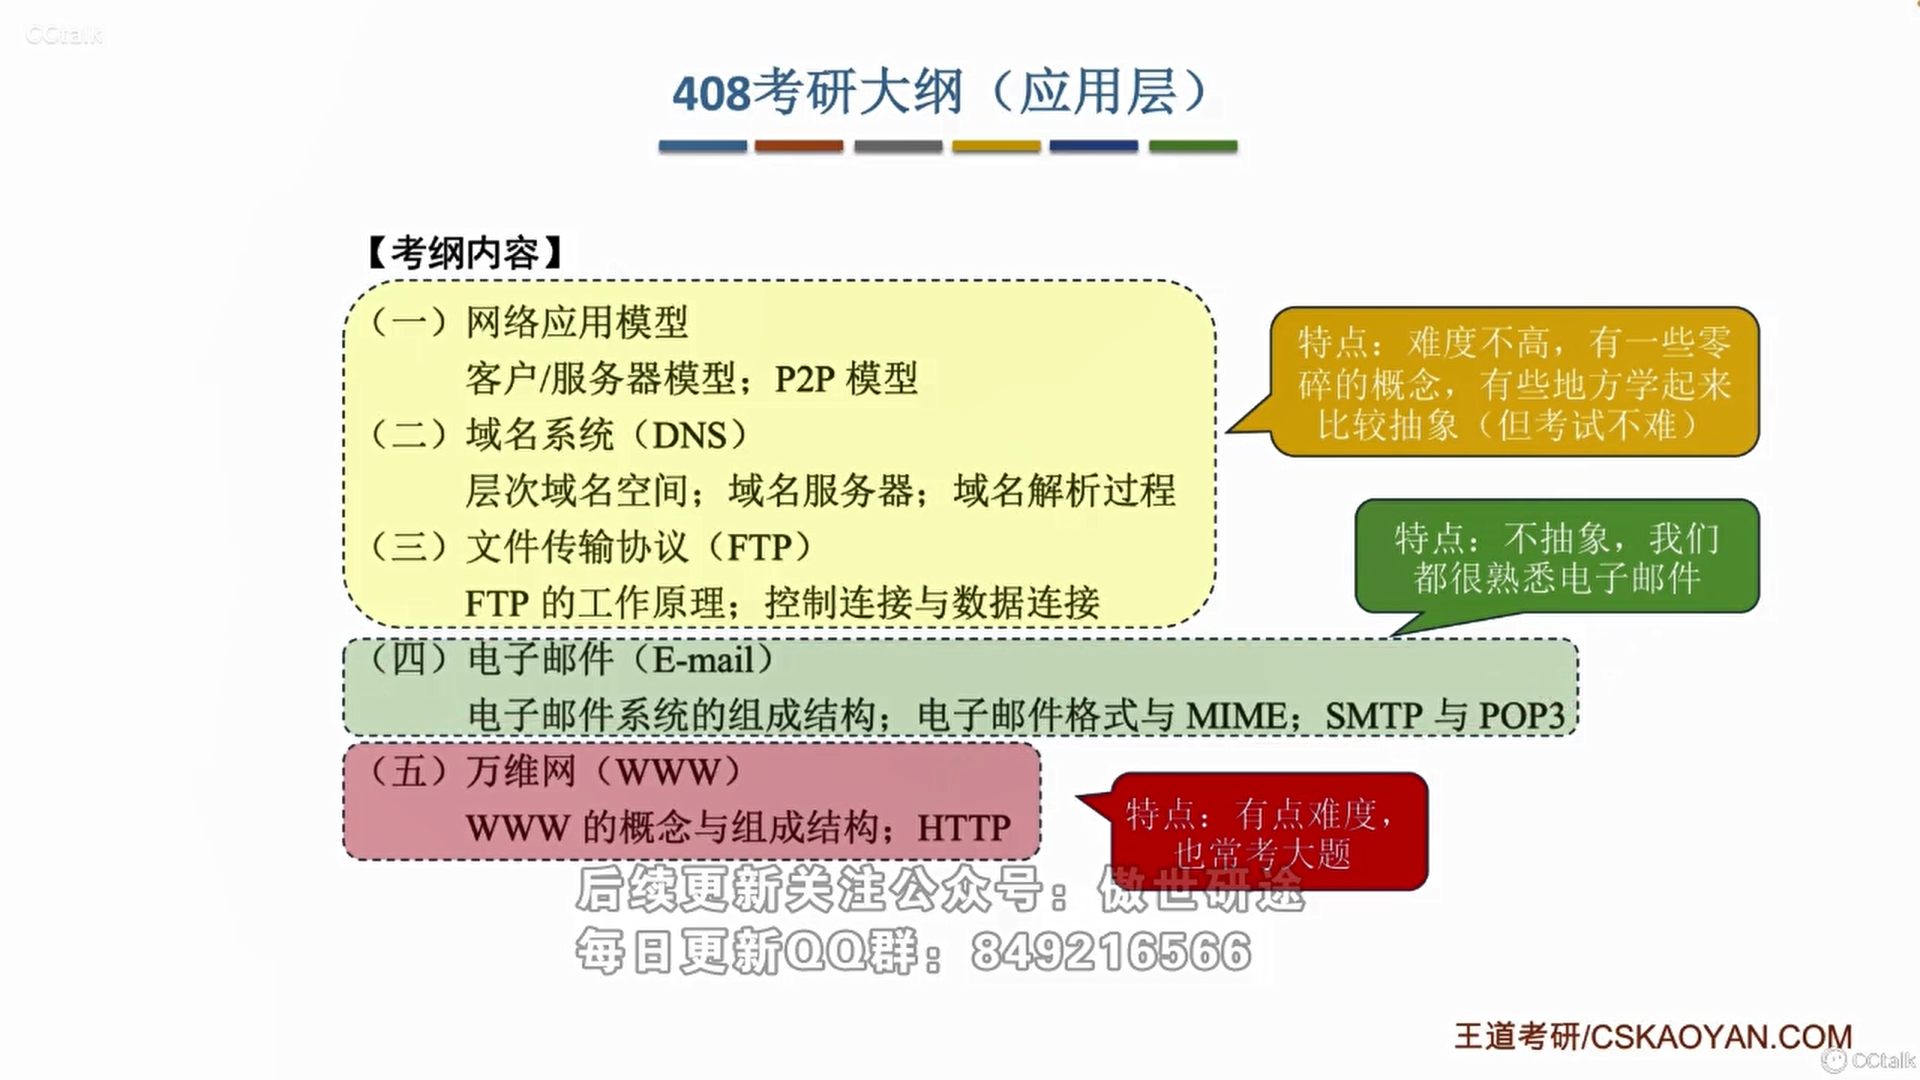 CCtalk
408考研大纲（应用层）
【考纲内容】
（一）网络应用模型
客户/服务器模型；P2P 模型
（二）域名系统（DNS）
层次域名空间；域名服务器；域名解析过程
（三）文件传输协议（FTP）
FTP 的工作原理；控制连接与数据连接
特点：难度不高，有一些零
碎的概念，有些地方学起来
比较抽象（但考试不难）
特点：不抽象，我们
都很熟悉电子邮件
（四）电子邮件（E-mail）
电子邮件系统的组成结构；电子邮件格式与 MIME；SMTP 与 POP3
（五）万维网（WWW）
WWW 的概念与组成结构；HTTP
特点：有点难度，
也常考大题
后续更新关注公众号：傲世研途
每日更新QQ群：849216566
王道考研/CSKAOYAN.COM
CCtalk